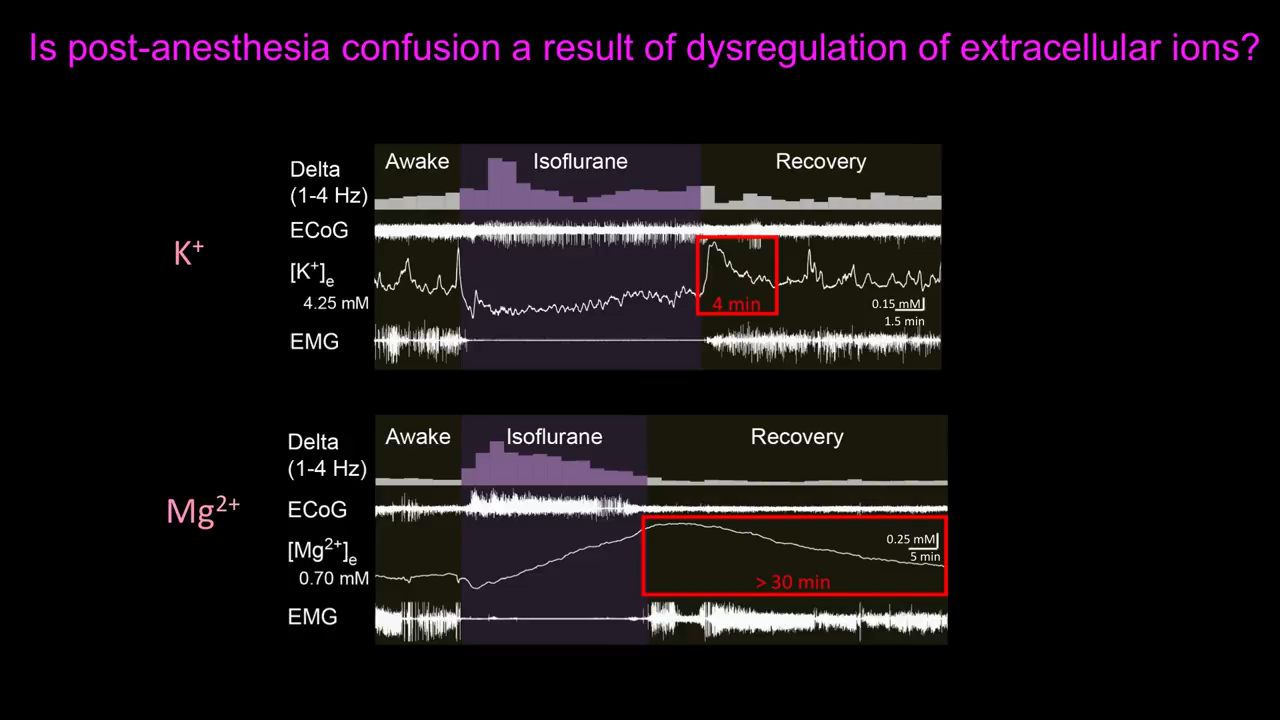 Is post-anesthesia confusion a result of dysregulation of extracellular ions?
Awake Isoflurane Recovery
Delta
(1-4 Hz)
ECoG
K⁺
[K⁺]e
4.25 mM
4 min
0.15 mM
1.5 min
EMG
Awake Isoflurane Recovery
Delta
(1-4 Hz)
ECoG
Mg²⁺
[Mg²⁺]e
0.70 mM
0.25 mM
5 min
> 30 min
EMG